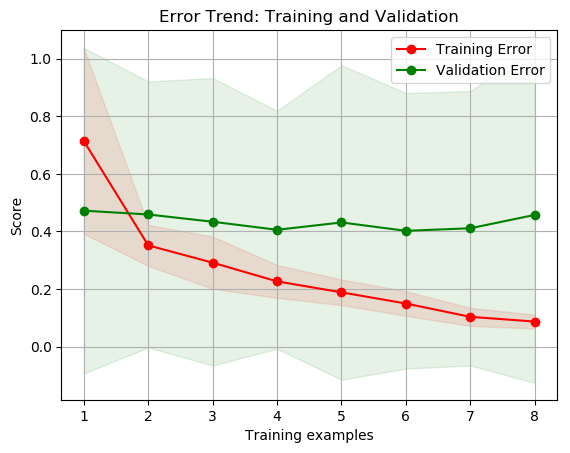 Error Trend: Training and Validation
Training Error
Validation Error
1.0
0.8
0.6
0.4
0.2
0.0
Score
1 2 3 4 5 6 7 8
Training examples